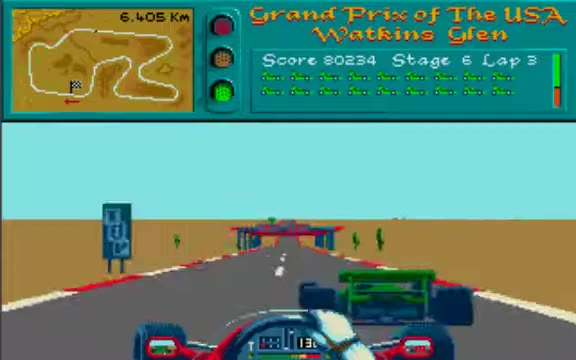 6.405 Km
Grand Prix of The USA
Watkins Glen
Score 80234 Stage 6 Lap 3